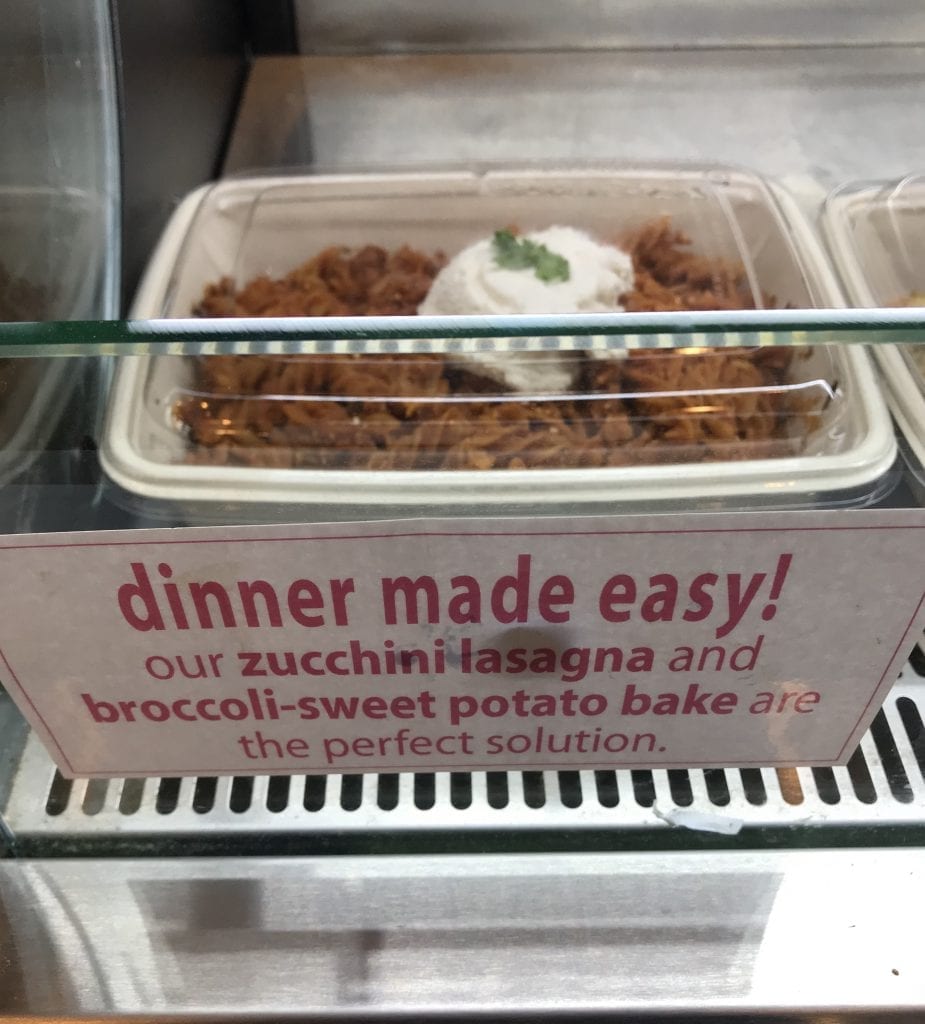 dinner made easy!
our zucchini lasagna and
broccoli-sweet potato bake are
the perfect solution.